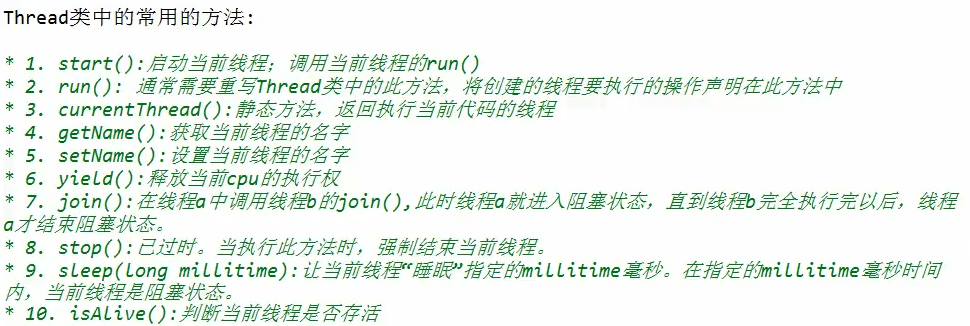 Thread类中的常用的方法:
* 1. start():启动当前线程；调用当前线程的run()
* 2. run(): 通常需要重写Thread类中的此方法，将创建的线程要执行的操作声明在此方法中
* 3. currentThread():静态方法，返回执行当前代码的线程
* 4. getName():获取当前线程的名字
* 5. setName():设置当前线程的名字
* 6. yield():释放当前cpu的执行权
* 7. join():在线程a中调用线程b的join(),此时线程a就进入阻塞状态，直到线程b完全执行完以后，线程
a才结束阻塞状态。
* 8. stop():已过时。当执行此方法时，强制结束当前线程。
* 9. sleep(long millitime):让当前线程“睡眠”指定的millitime毫秒。在指定的millitime毫秒时间
内，当前线程是阻塞状态。
* 10. isAlive():判断当前线程是否存活